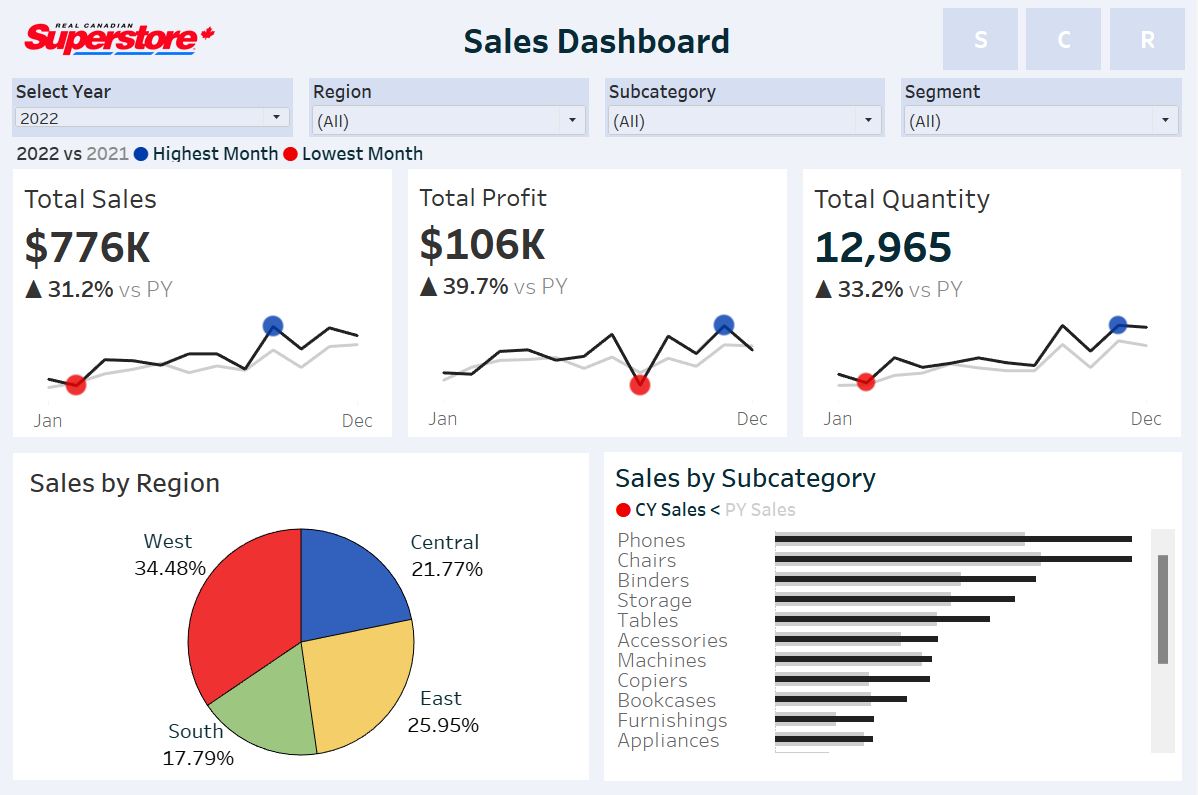 REAL CANADIAN
Superstore
Sales Dashboard
S
C
R
Select Year
2022
Region
(All)
Subcategory
(All)
Segment
(All)
2022 vs 2021 Highest Month Lowest Month
Total Sales
$776K
▲ 31.2% vs PY
Jan
Dec
Total Profit
$106K
▲ 39.7% vs PY
Jan
Dec
Total Quantity
12,965
▲ 33.2% vs PY
Jan
Dec
Sales by Region
West
34.48%
Central
21.77%
East
25.95%
South
17.79%
Sales by Subcategory
CY Sales < PY Sales
Phones
Chairs
Binders
Storage
Tables
Accessories
Machines
Copiers
Bookcases
Furnishings
Appliances